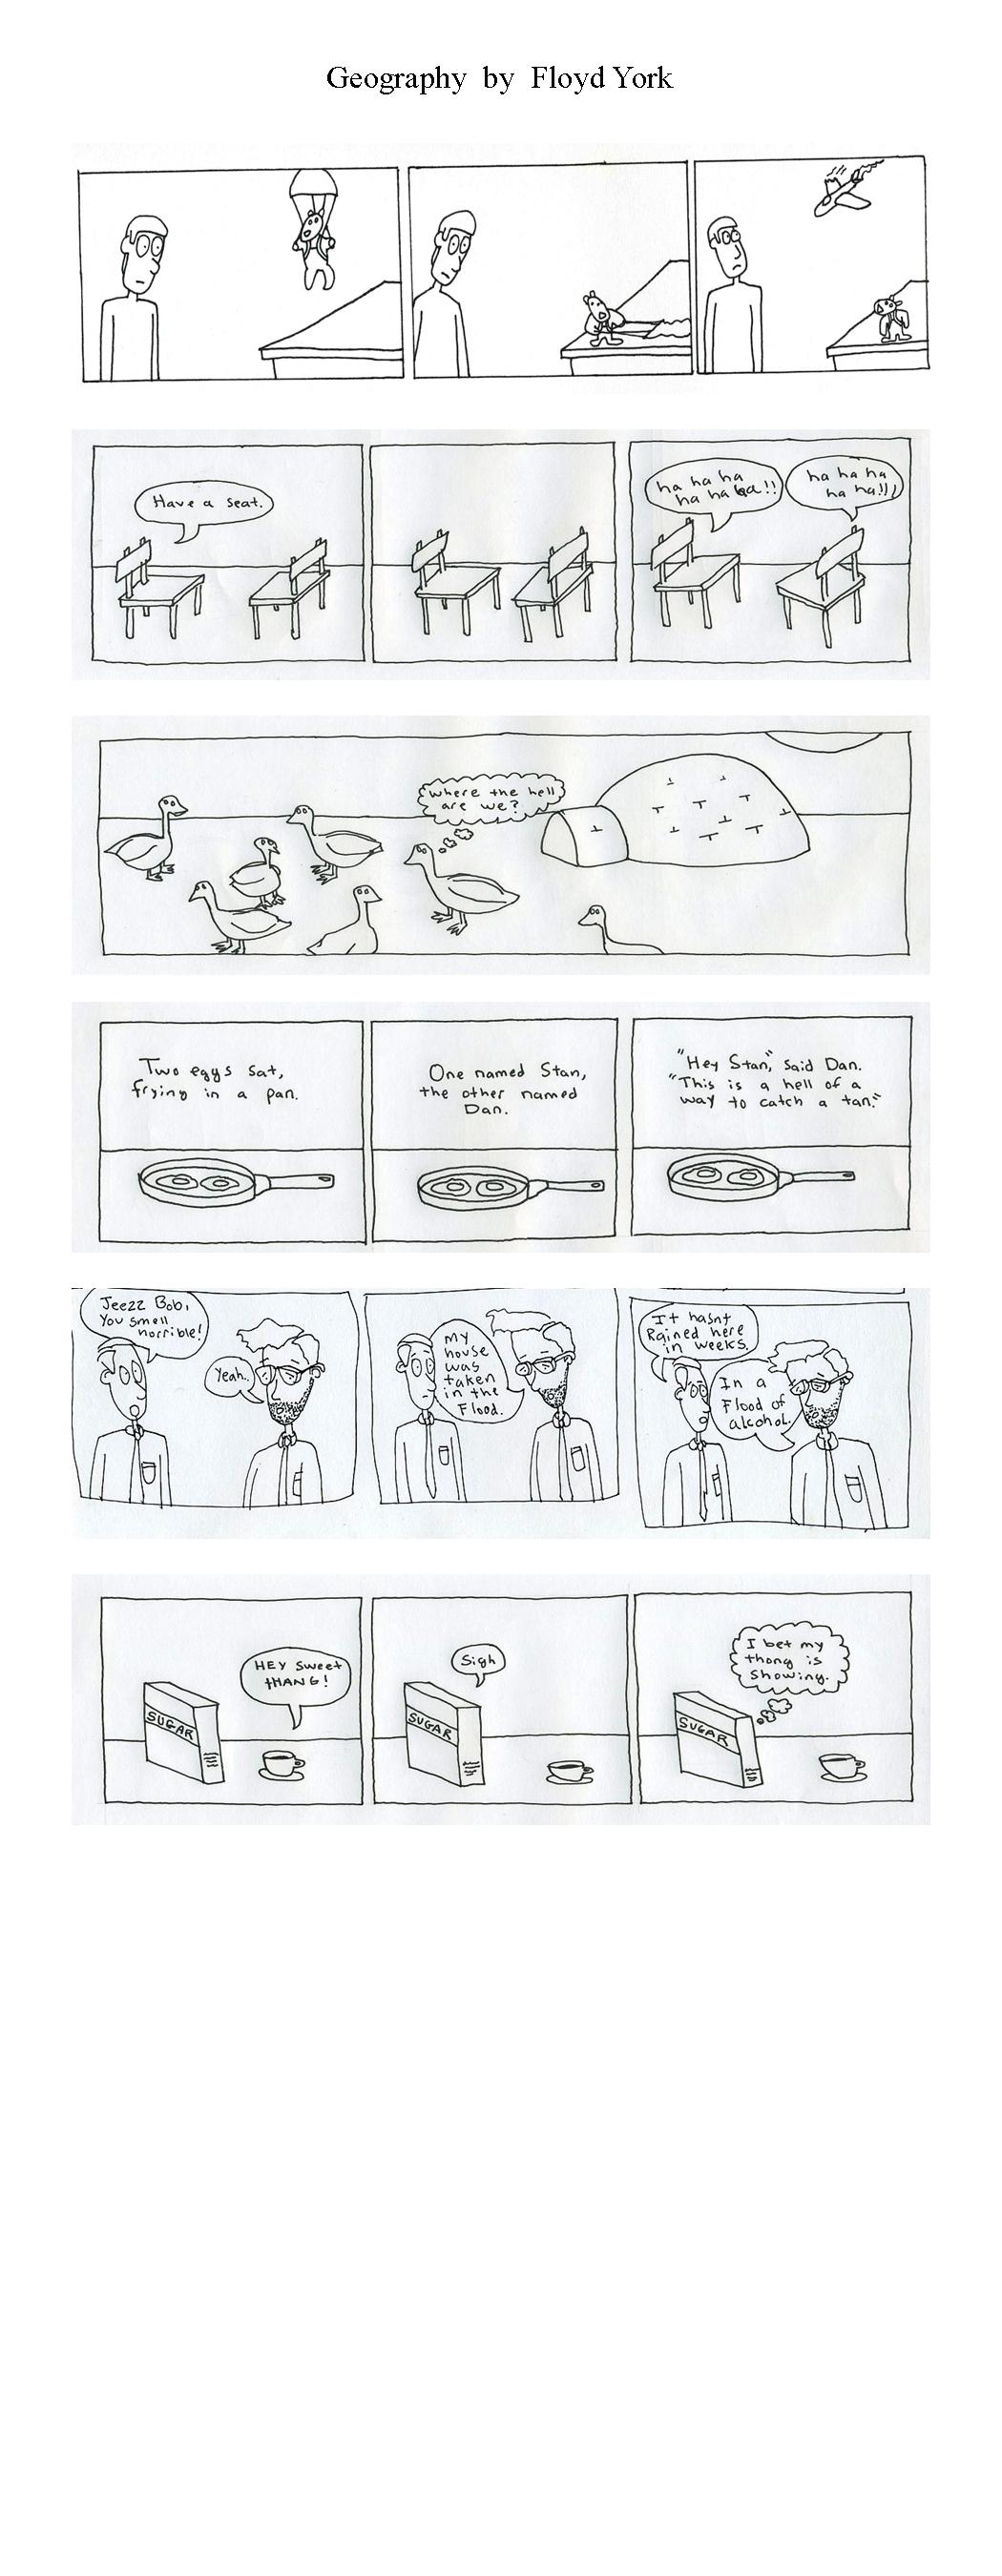 Geography by Floyd York
Have a seat.
ha ha ha
ha ha ha!!
ha ha ha
ha ha!!
where the hell
are we?
Two eggs sat,
frying in a pan.
One named Stan,
the other named
Dan.
"Hey Stan," said Dan.
"This is a hell of a
way to catch a tan."
Jeezz Bob,
You smell
horrible!
Yeah.
My
house
was
taken
in the
Flood.
It hasnt
Rained here
in weeks.
In a
Flood of
alcohol.
SUGAR
HEY sweet
tHANG!
SUGAR
Sigh
SUGAR
I bet my
thong is
showing.